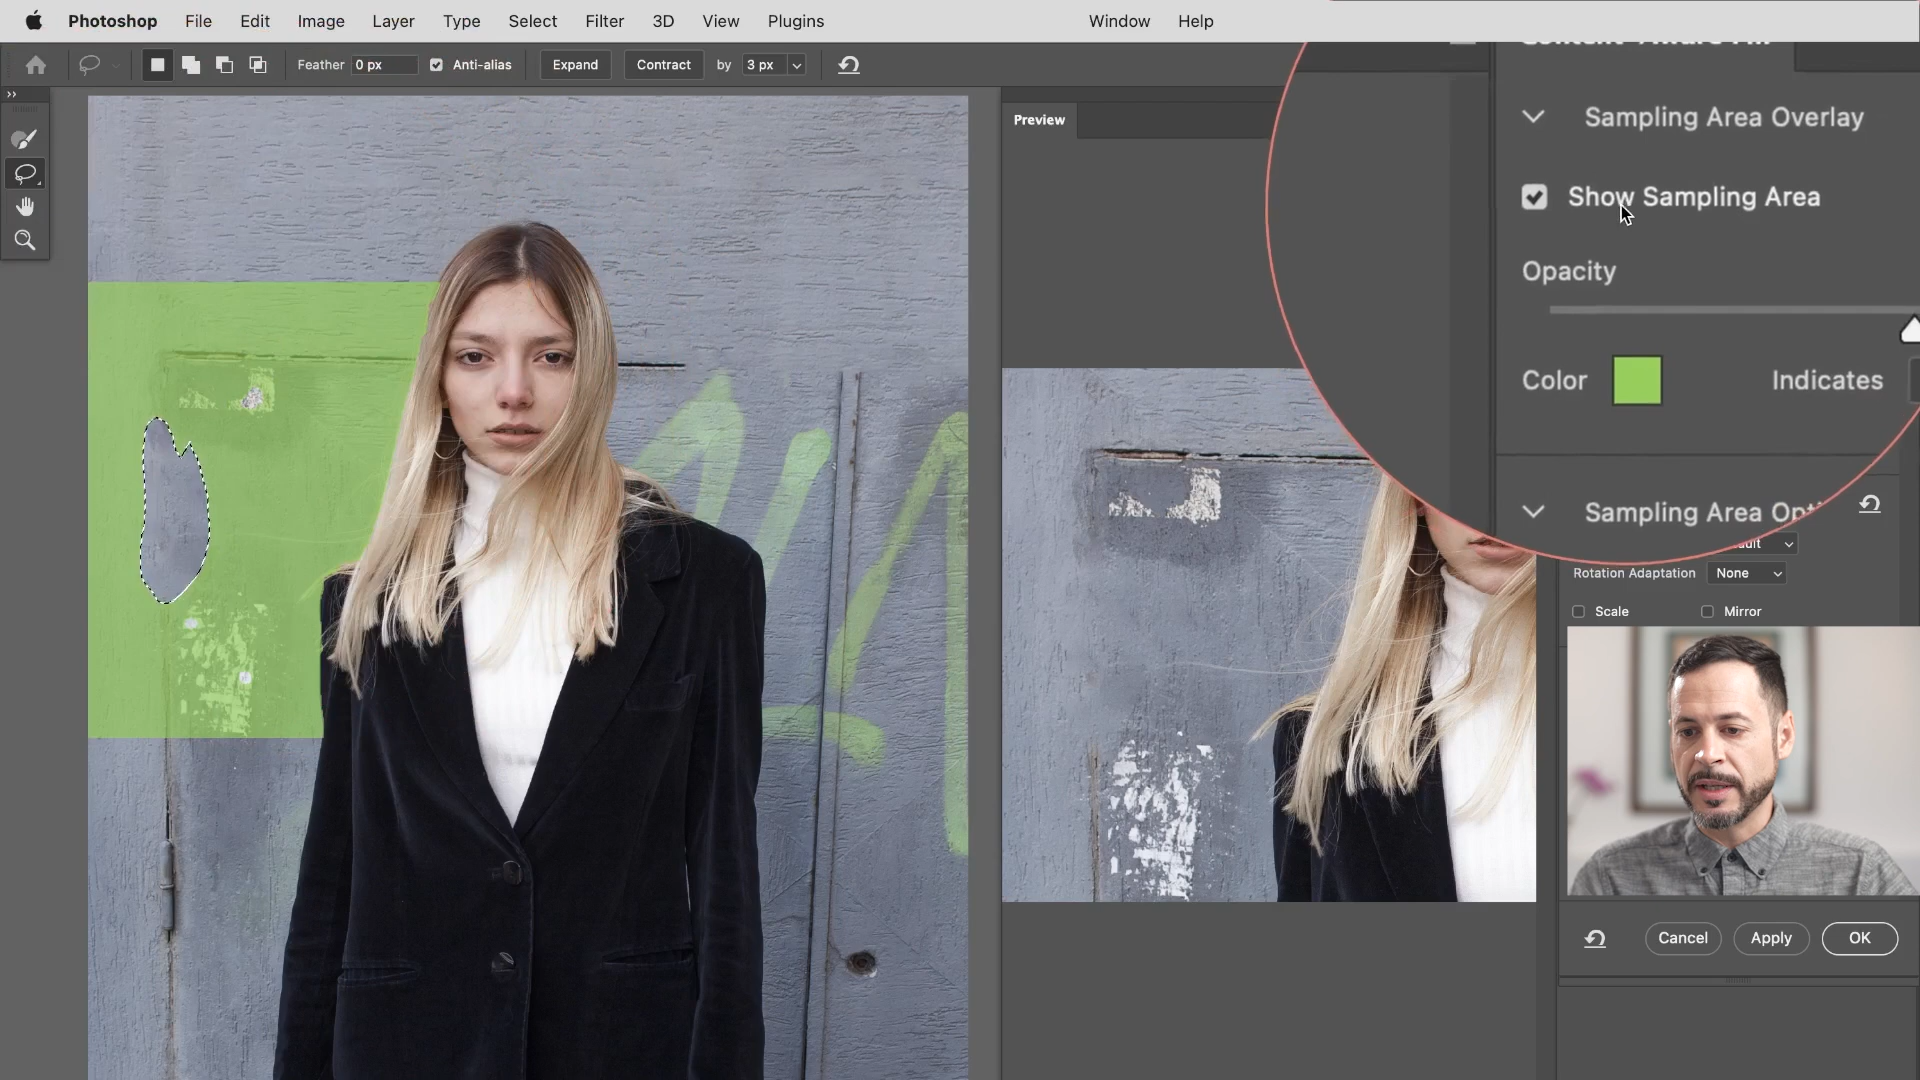 Photoshop File Edit Image Layer Type Select Filter 3D View Plugins Window Help
Feather 0 px Anti-alias Expand Contract by 3 px
Preview
Sampling Area Overlay
Show Sampling Area
Opacity
Color Indicates
Sampling Area
Rotation Adaptation None
Scale Mirror
Cancel Apply OK